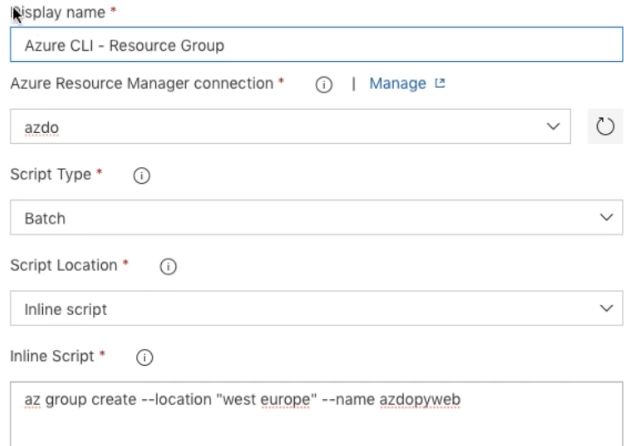 Display name *
Azure CLI - Resource Group
Azure Resource Manager connection * | Manage
azdo
Script Type *
Batch
Script Location *
Inline script
Inline Script *
az group create --location "west europe" --name azdopyweb